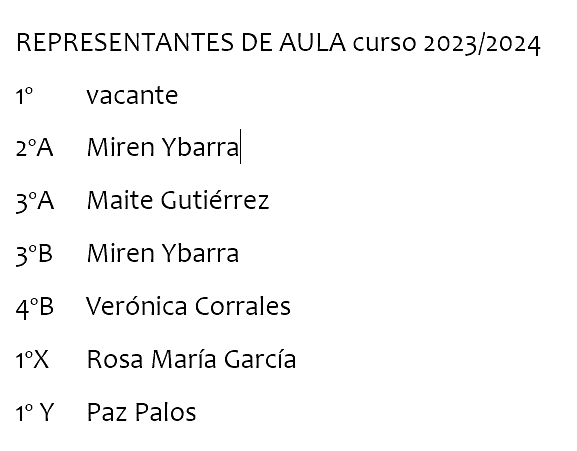 REPRESENTANTES DE AULA curso 2023/2024
1º vacante
2ºA Miren Ybarra
3ºA Maite Gutiérrez
3ºB Miren Ybarra
4ºB Verónica Corrales
1ºX Rosa María García
1º Y Paz Palos